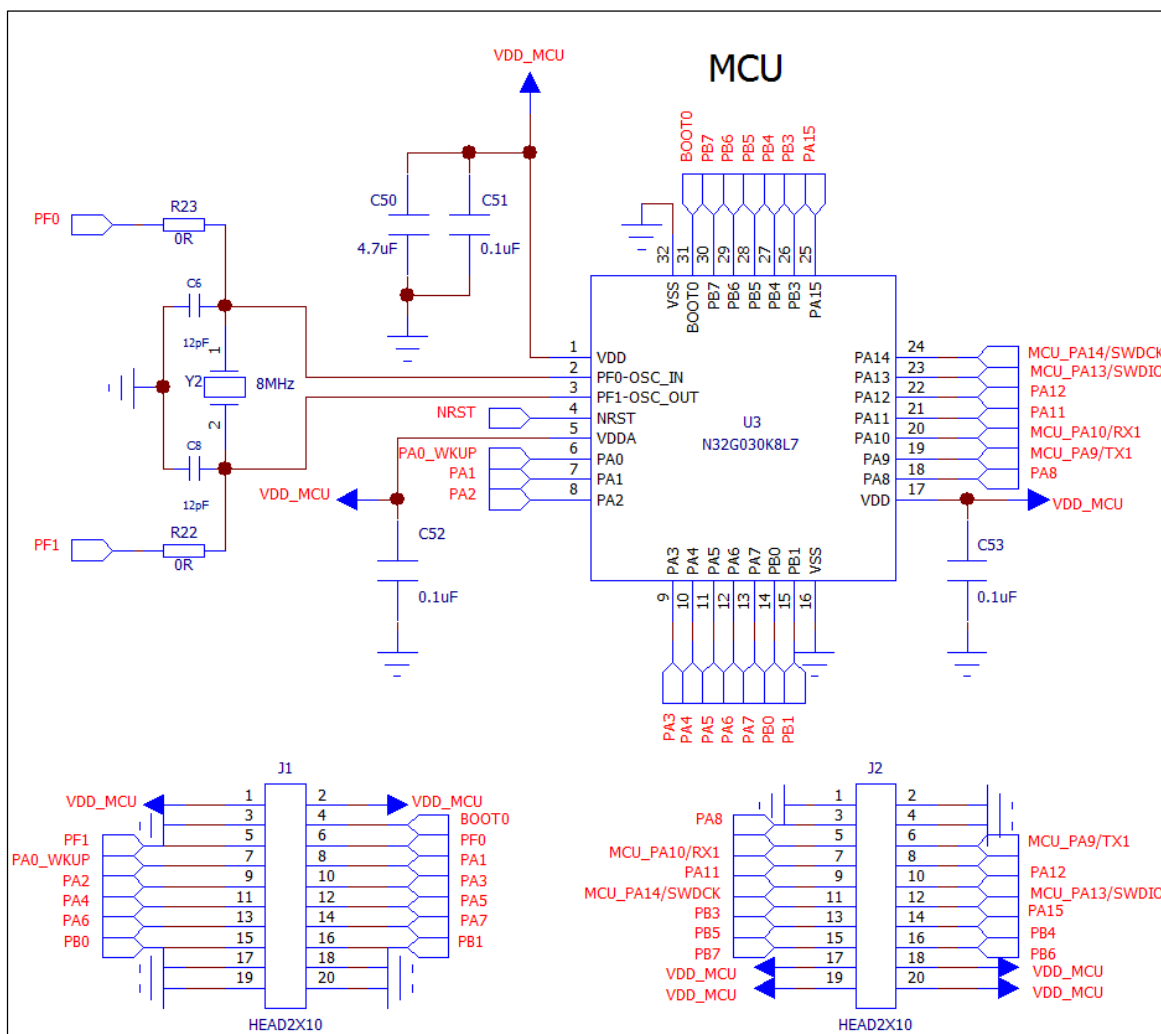 MCU
VDD_MCU
BOOT0
PB7
PB6
PB5
PB4
PB3
PA15
C50
4.7uF
C51
0.1uF
PF0
R23
0R
C6
12pF
1
Y2
8MHz
2
C8
12pF
PF1
R22
0R
32
31
30
29
28
27
26
25
VSS
BOOT0
PB7
PB6
PB5
PB4
PB3
PA15
1 VDD
2 PF0-OSC_IN
3 PF1-OSC_OUT
NRST 4 NRST
5 VDDA
PA0_WKUP 6 PA0
PA1 7 PA1
PA2 8 PA2
U3
N32G030K8L7
PA14 24 MCU_PA14/SWDCK
PA13 23 MCU_PA13/SWDIO
PA12 22 PA12
PA11 21 PA11
PA10 20 MCU_PA10/RX1
PA9 19 MCU_PA9/TX1
PA8 18 PA8
VDD 17 VDD_MCU
VDD_MCU
C52
0.1uF
C53
0.1uF
PA3
PA4
PA5
PA6
PA7
PB0
PB1
VSS
9
10
11
12
13
14
15
16
PA3
PA4
PA5
PA6
PA7
PB0
PB1
J1
VDD_MCU 1 2 VDD_MCU
3 4 BOOT0
PF1 5 6 PF0
PA0_WKUP 7 8 PA1
PA2 9 10 PA3
PA4 11 12 PA5
PA6 13 14 PA7
PB0 15 16 PB1
17 18
19 20
HEAD2X10
J2
1 2
PA8 3 4
5 6 MCU_PA9/TX1
MCU_PA10/RX1 7 8
PA11 9 10 PA12
MCU_PA14/SWDCK 11 12 MCU_PA13/SWDIO
PB3 13 14 PA15
PB5 15 16 PB4
PB7 17 18 PB6
VDD_MCU 19 20 VDD_MCU
VDD_MCU VDD_MCU
HEAD2X10